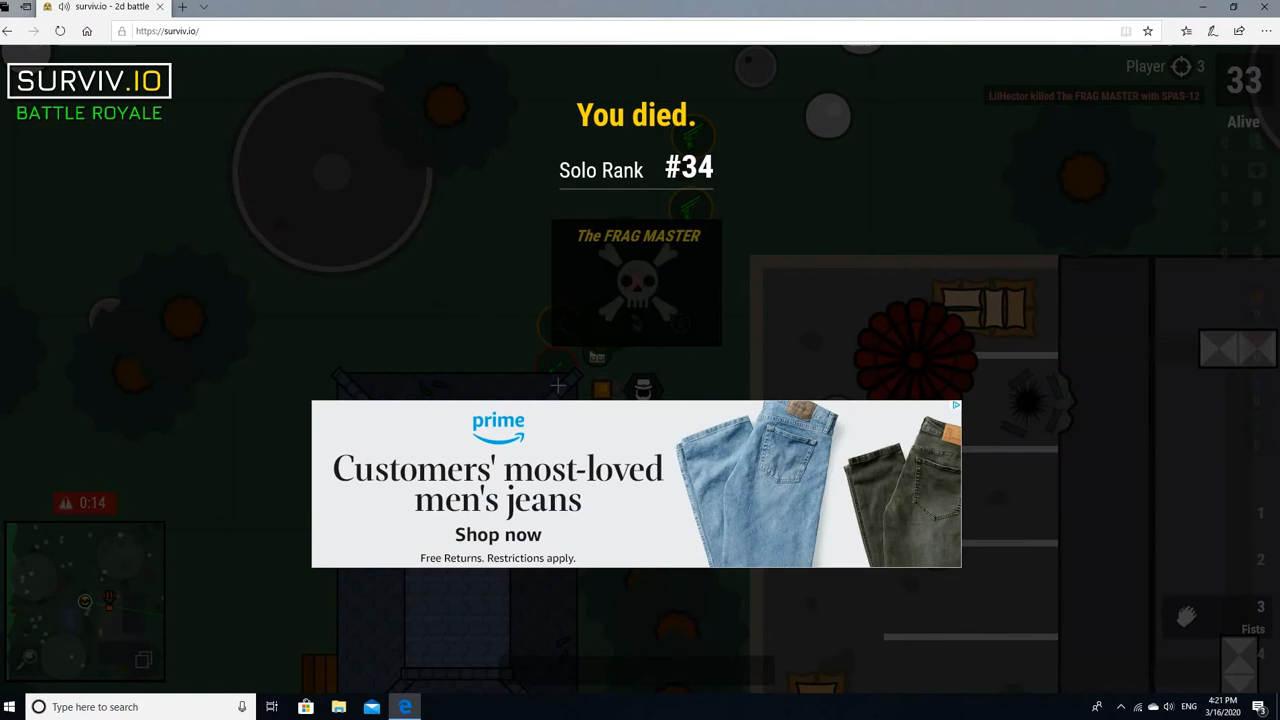 surviv.io - 2d battle
https://surviv.io/
SURVIV.IO
BATTLE ROYALE
You died.
Solo Rank #34
Player 3
33
Alive
LilHector killed The FRAG MASTER with SPAS-12
The FRAG MASTER
prime
Customers' most-loved
men's jeans
Shop now
Free Returns. Restrictions apply.
0:14
1
2
3
Fists
4
Type here to search
ENG
4:21 PM
3/16/2020